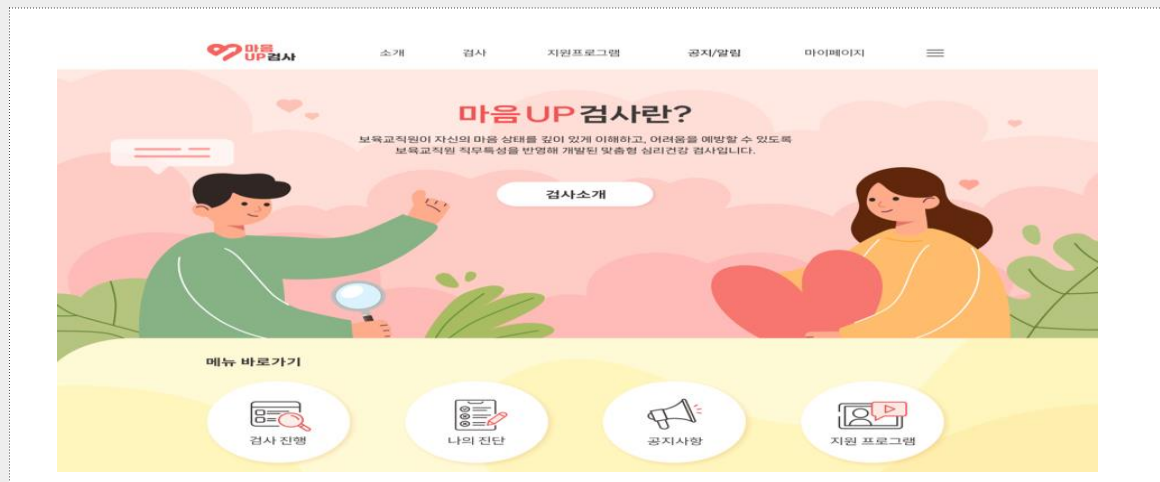 마음
UP검사
소개 검사 지원프로그램 공지/알림 마이페이지
마음UP검사란?
보육교직원이 자신의 마음 상태를 깊이 있게 이해하고, 어려움을 예방할 수 있도록
보육교직원 직무특성을 반영해 개발된 맞춤형 심리건강 검사입니다.
검사소개
메뉴 바로가기
검사 진행 나의 진단 공지사항 지원 프로그램